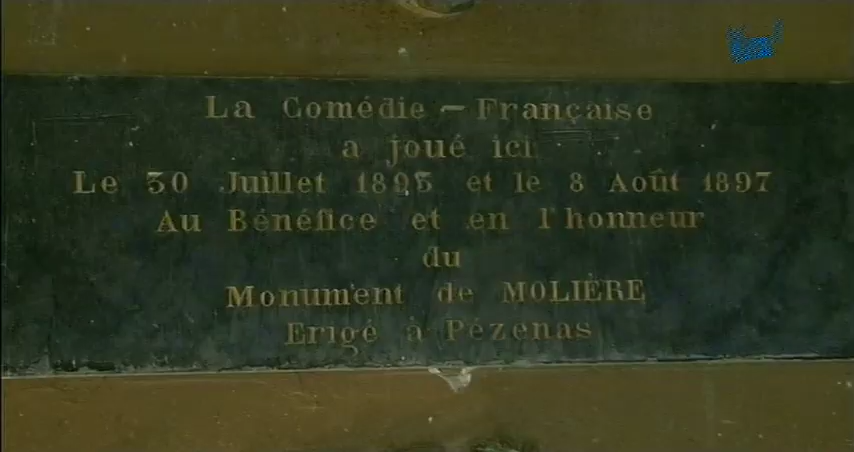 La Comédie-Française
a joué ici
Le 30 Juillet 1895 et le 8 Août 1897
Au Bénéfice et en l'honneur
du
Monument de MOLIÈRE
Erigé à Pézenas